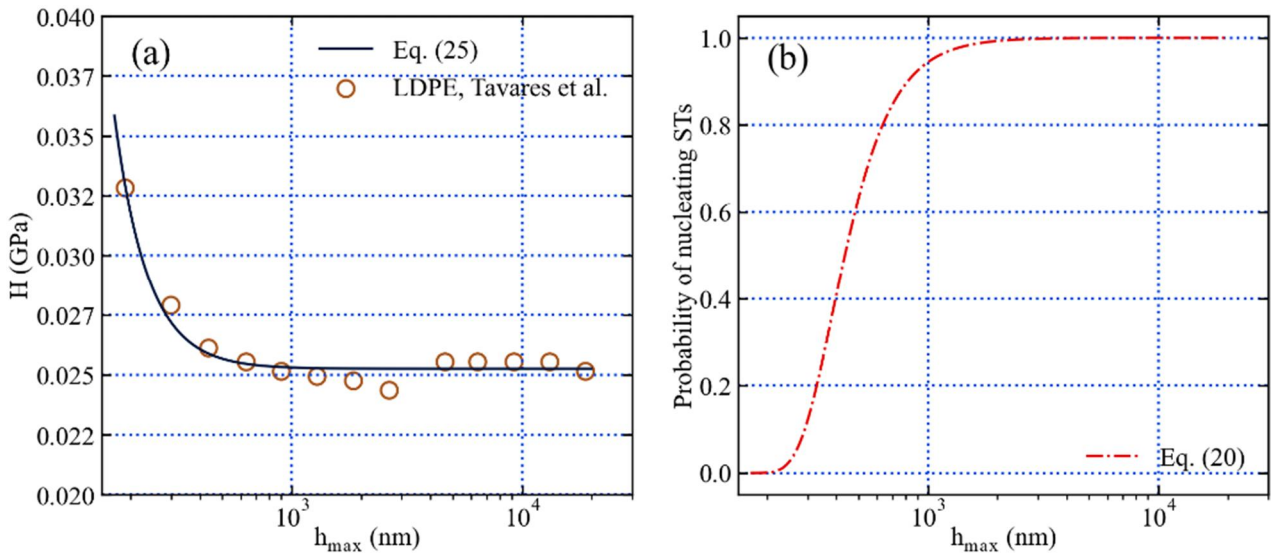 (a)
Eq. (25)
LDPE, Tavares et al.
H (GPa)
0.040
0.037
0.035
0.032
0.030
0.027
0.025
0.022
0.020
10³
10⁴
hmax (nm)
(b)
Probability of nucleating STs
1.0
0.8
0.6
0.4
0.2
0.0
Eq. (20)
10³
10⁴
hmax (nm)